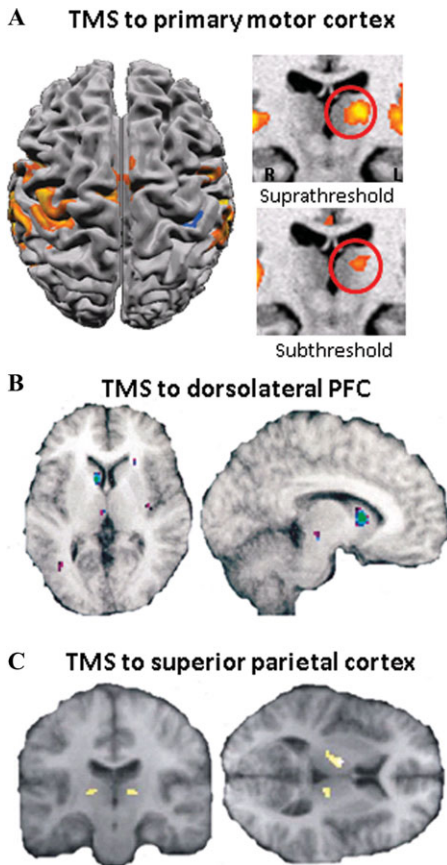 A TMS to primary motor cortex
R L
Suprathreshold
Subthreshold
B TMS to dorsolateral PFC
C TMS to superior parietal cortex